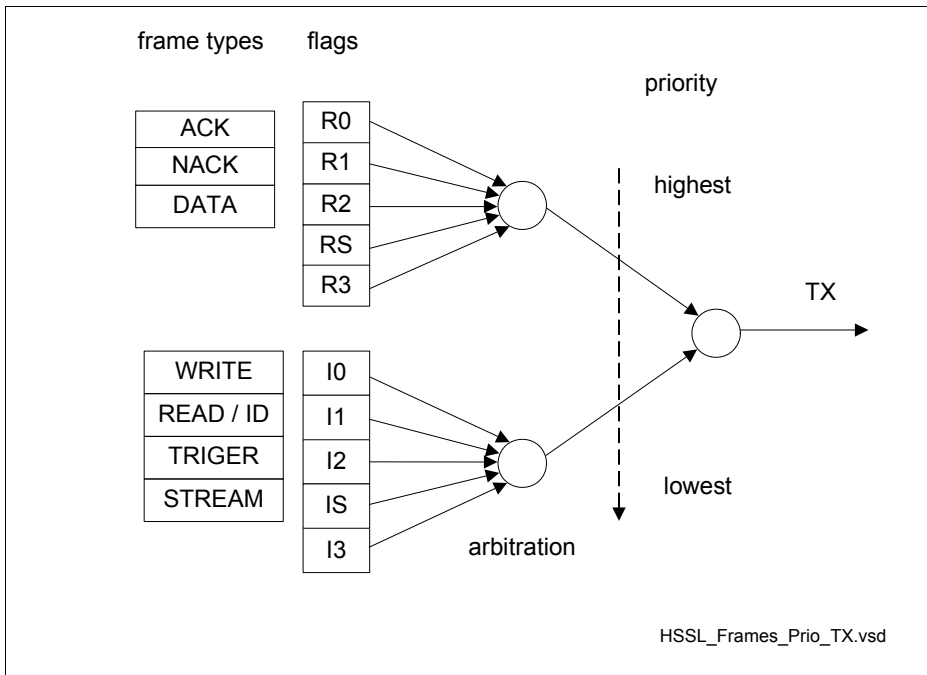 frame types
flags
priority
ACK
NACK
DATA
R0
R1
R2
RS
R3
highest
TX
WRITE
READ / ID
TRIGER
STREAM
I0
I1
I2
IS
I3
lowest
arbitration
HSSL_Frames_Prio_TX.vsd